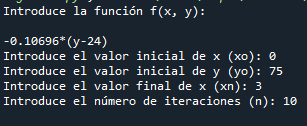 Introduce la función f(x, y):
-0.10696*(y-24)
Introduce el valor inicial de x (xo): 0
Introduce el valor inicial de y (yo): 75
Introduce el valor final de x (xn): 3
Introduce el número de iteraciones (n): 10